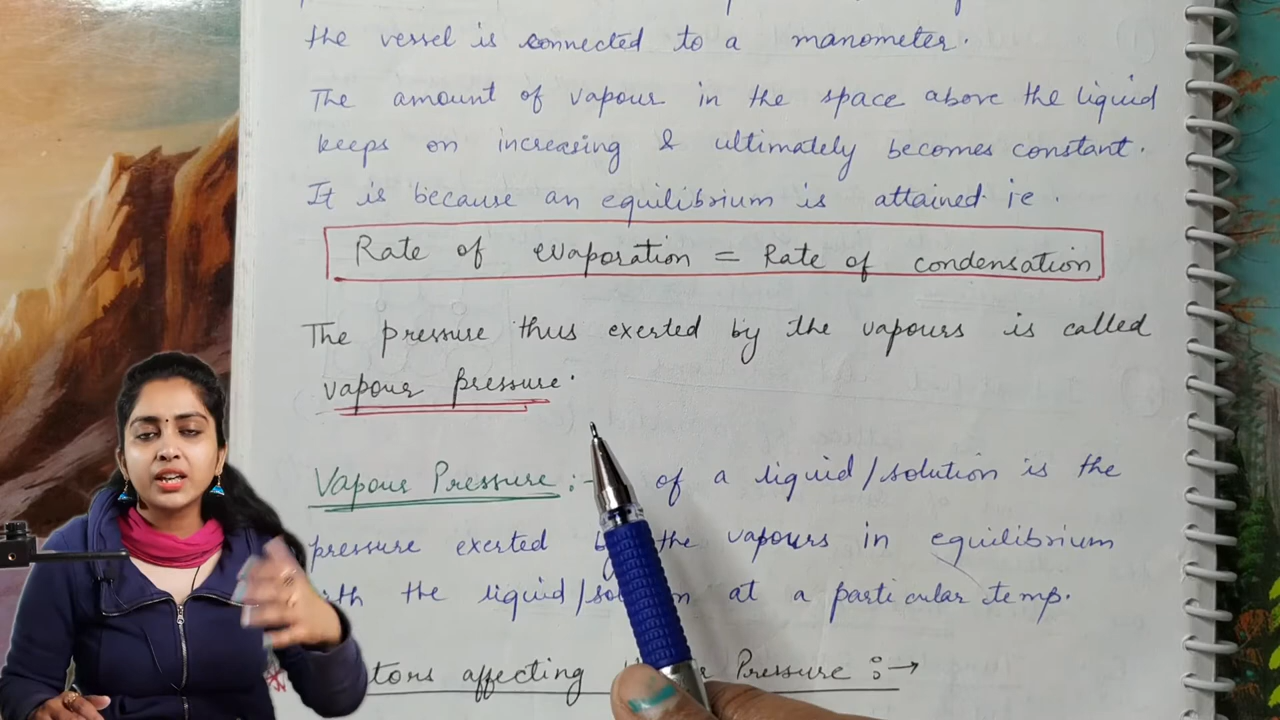 the vessel is connected to a manometer.
The amount of vapour in the space above the liquid
keeps on increasing & ultimately becomes constant.
It is because an equilibrium is attained ie.
Rate of evaporation = Rate of condensation
The pressure thus exerted by the vapours is called
vapour pressure.
Vapour Pressure :- of a liquid/solution is the
pressure exerted the vapours in equilibrium
the liquid/ at a particular temp.
affecting Pressure :→